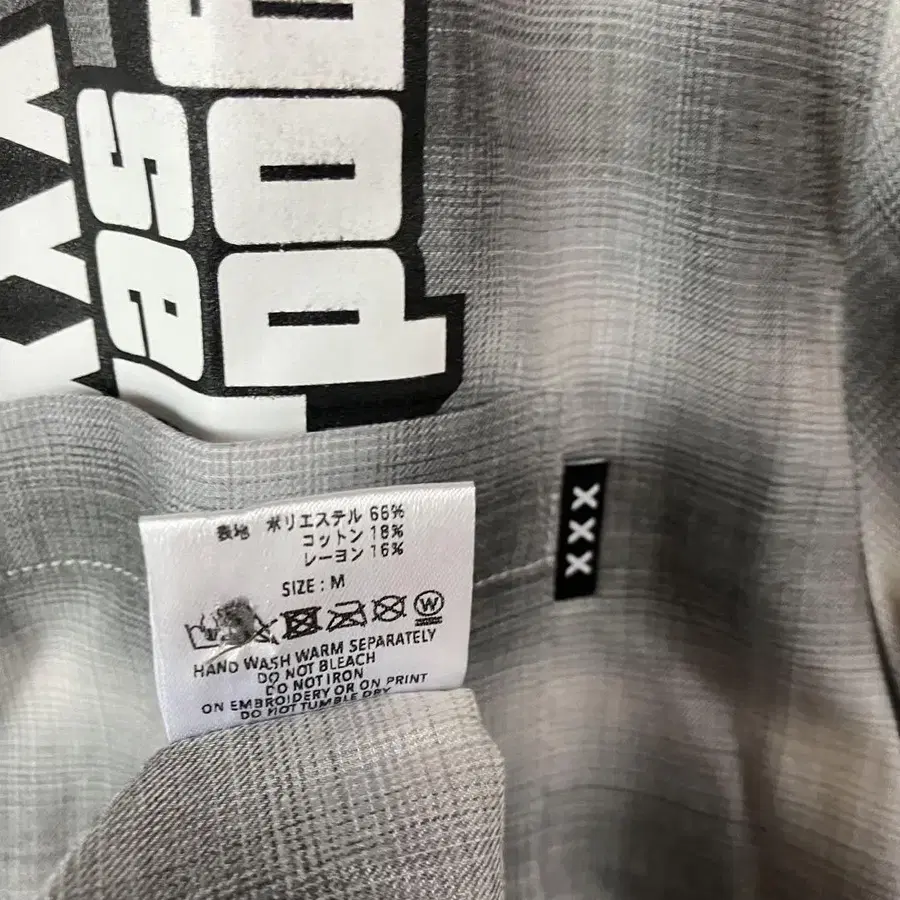 表地 ポリエステル 66%
コットン 18%
レーヨン 16%
SIZE : M
W
HAND WASH WARM SEPARATELY
DO NOT BLEACH
DO NOT IRON
ON EMBROIDERY OR ON PRINT
DO NOT TUMBLE DRY
XXX